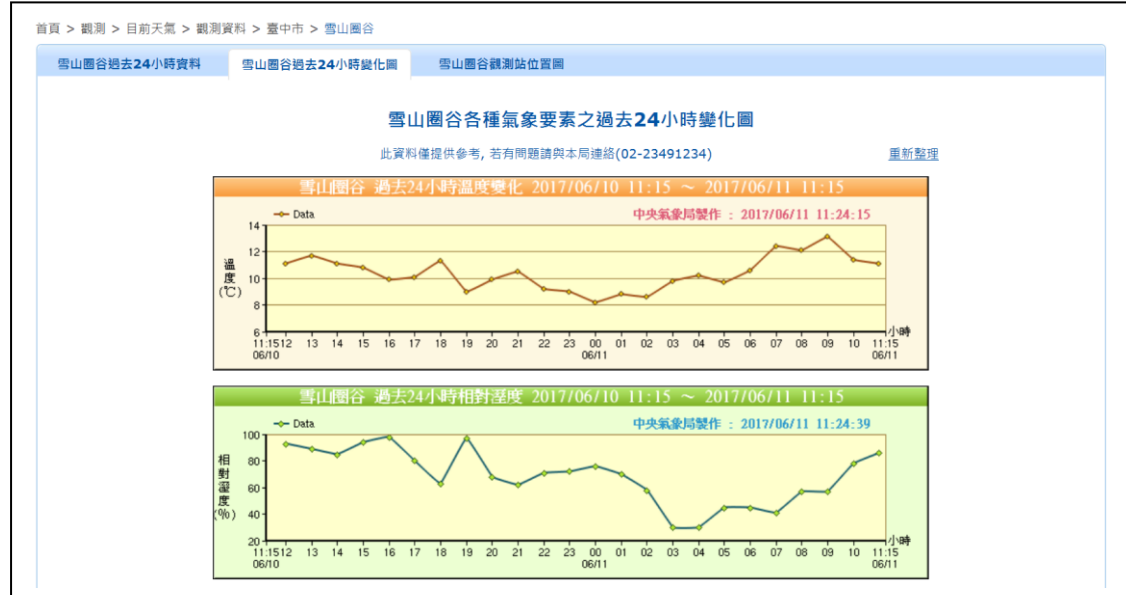 首頁 > 觀測 > 目前天氣 > 觀測資料 > 臺中市 > 雪山圈谷
雪山圈谷過去24小時資料 雪山圈谷過去24小時變化圖 雪山圈谷觀測站位置圖
雪山圈谷各種氣象要素之過去24小時變化圖
此資料僅提供參考, 若有問題請與本局連絡(02-23491234) 重新整理
雪山圈谷 過去24小時溫度變化 2017/06/10 11:15 ~ 2017/06/11 11:15
Data 中央氣象局製作 : 2017/06/11 11:24:15
14
12
10
8
6
溫度(℃)
小時
11:15 12 13 14 15 16 17 18 19 20 21 22 23 00 01 02 03 04 05 06 07 08 09 10 11:15
06/10 06/11 06/11
雪山圈谷 過去24小時相對溼度 2017/06/10 11:15 ~ 2017/06/11 11:15
Data 中央氣象局製作 : 2017/06/11 11:24:39
100
80
60
40
20
相對溼度(%)
小時
11:15 12 13 14 15 16 17 18 19 20 21 22 23 00 01 02 03 04 05 06 07 08 09 10 11:15
06/10 06/11 06/11